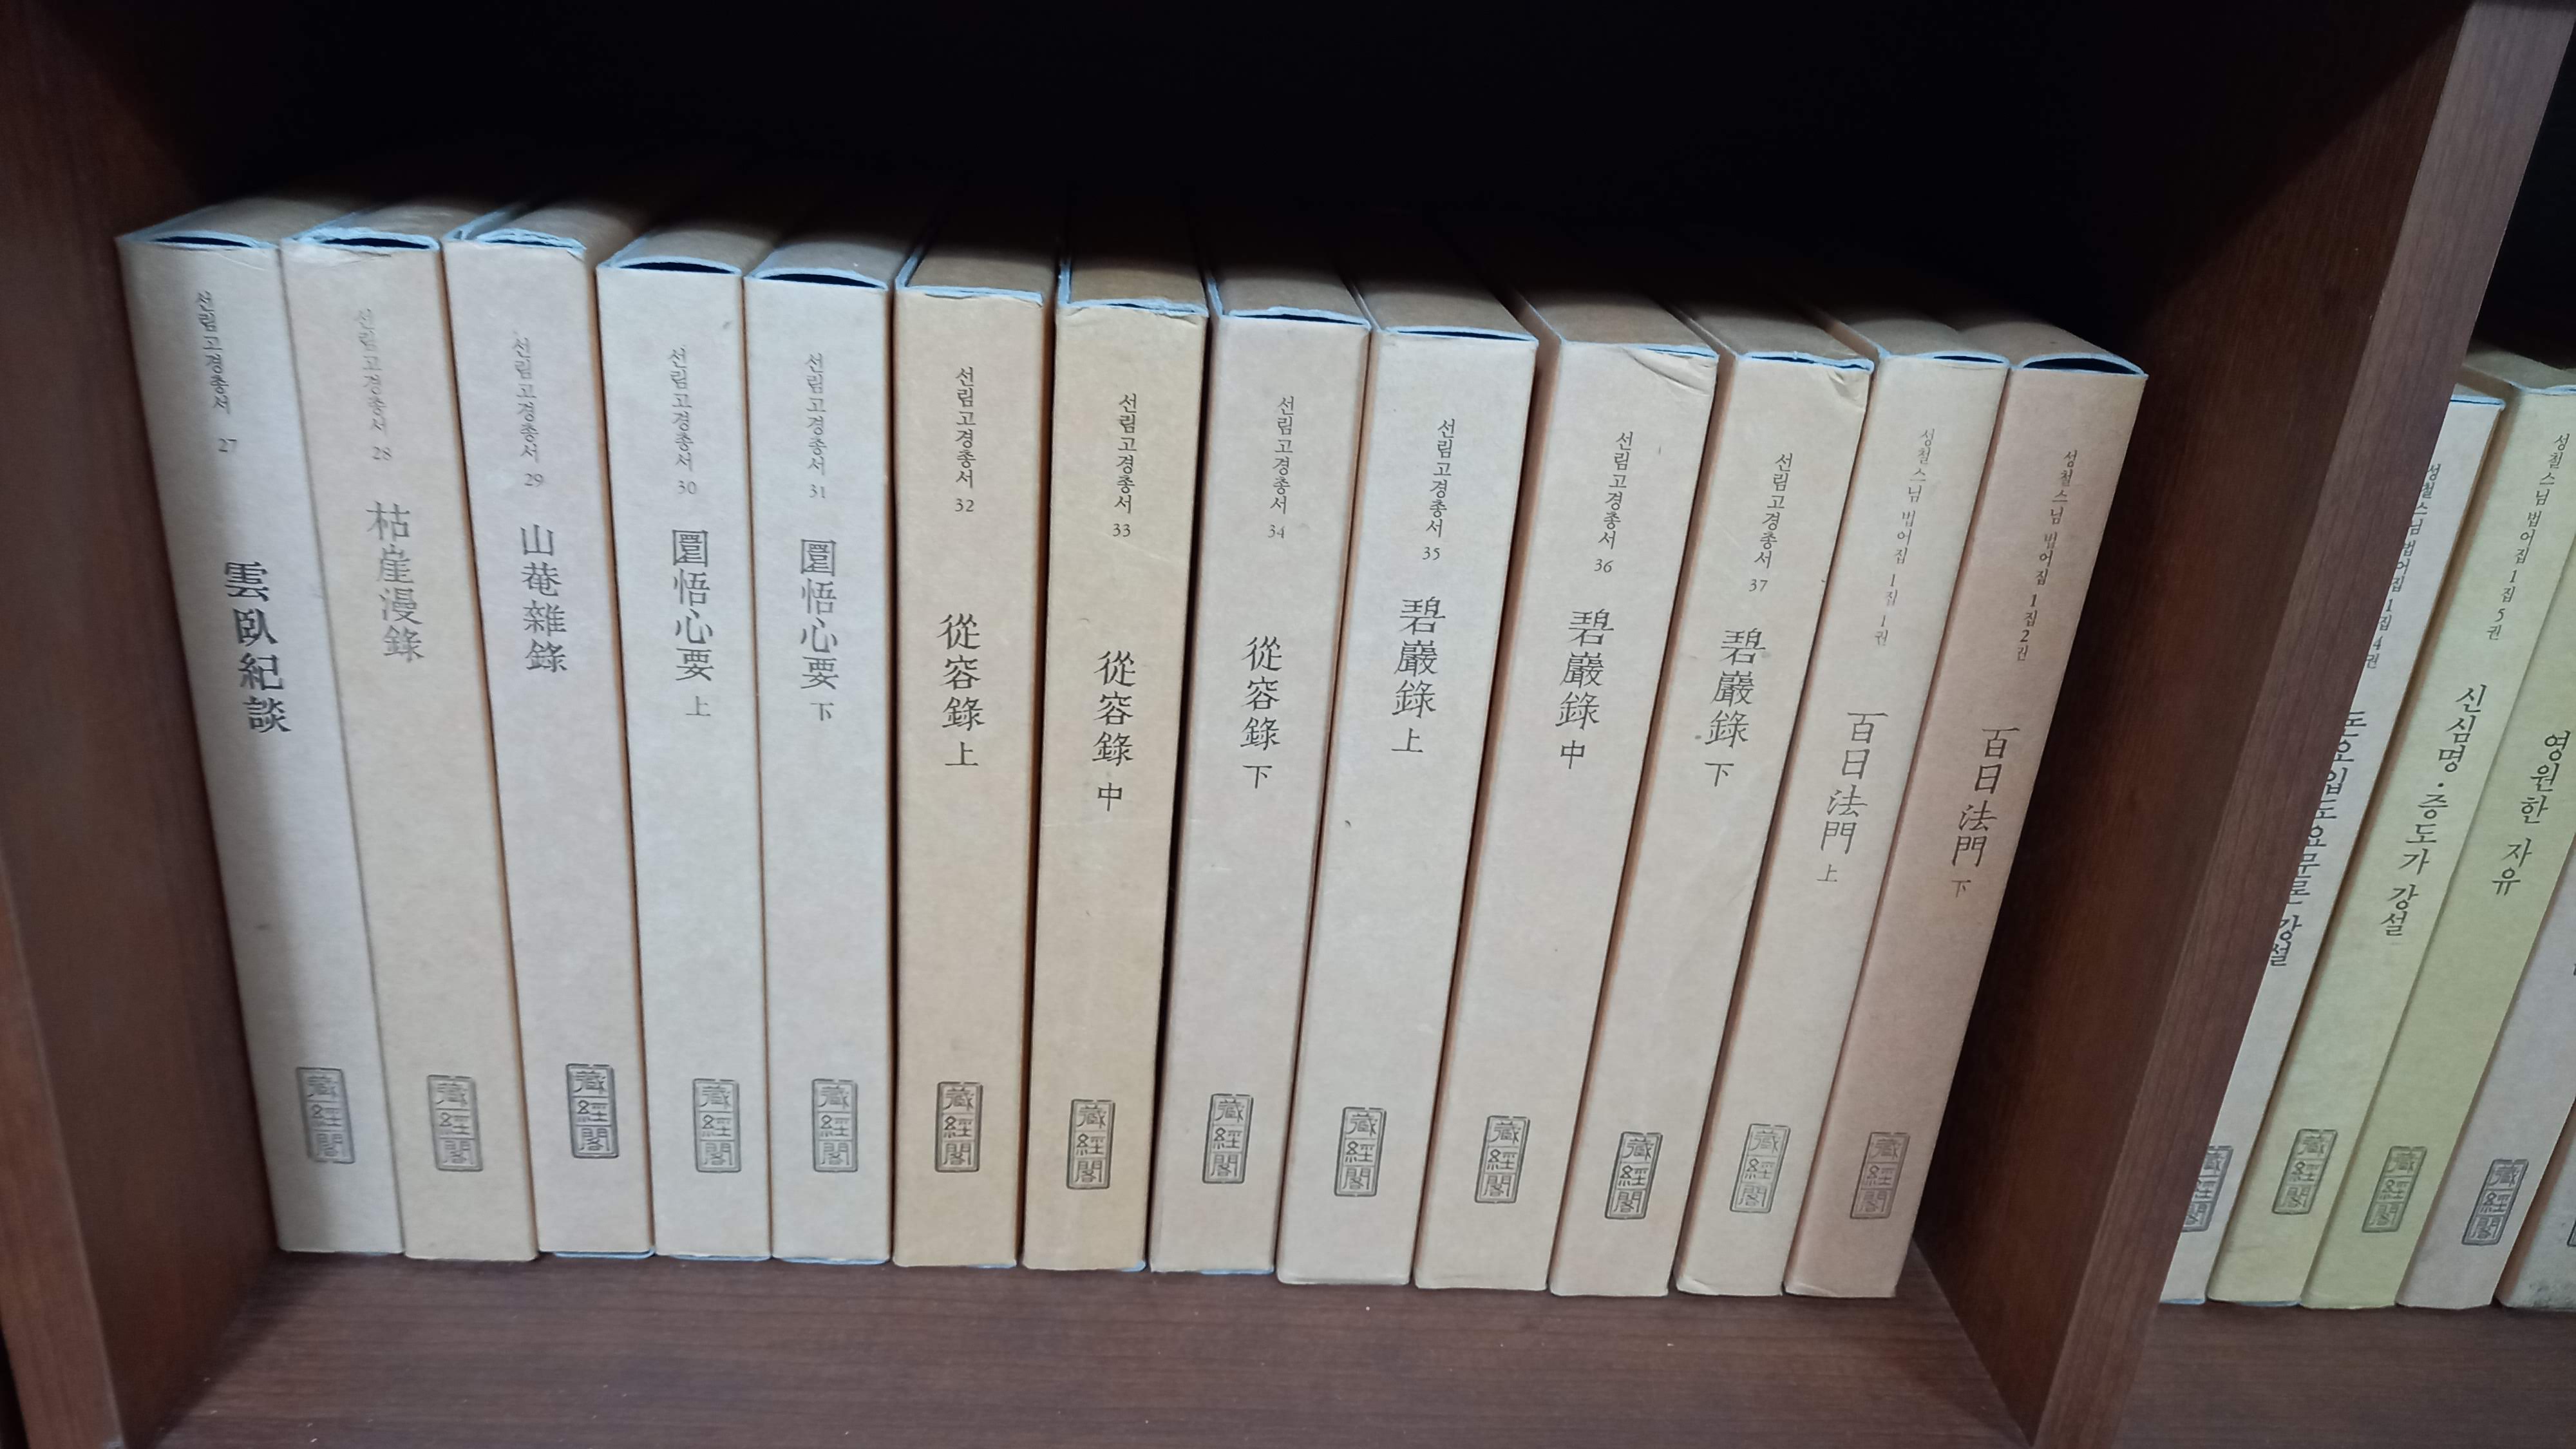 선림고경총서 27
雲臥紀談
藏經閣
선림고경총서 28
枯崖漫錄
藏經閣
선림고경총서 29
山菴雜錄
藏經閣
선림고경총서 30
圓悟心要 上
藏經閣
선림고경총서 31
圓悟心要 下
藏經閣
선림고경총서 32
從容錄 上
藏經閣
선림고경총서 33
從容錄 中
藏經閣
선림고경총서 34
從容錄 下
藏經閣
선림고경총서 35
碧巖錄 上
藏經閣
선림고경총서 36
碧巖錄 中
藏經閣
선림고경총서 37
碧巖錄 下
藏經閣
성철스님 법어집 1집 1권
百日法門 上
藏經閣
성철스님 법어집 1집 2권
百日法門 下
藏經閣
성철스님 법어집 1집 4권
돈오입도요문론 강설
藏經閣
성철스님 법어집 1집 5권
신심명·증도가 강설
藏經閣
성철스님
영원한 자유
藏經閣
藏經閣